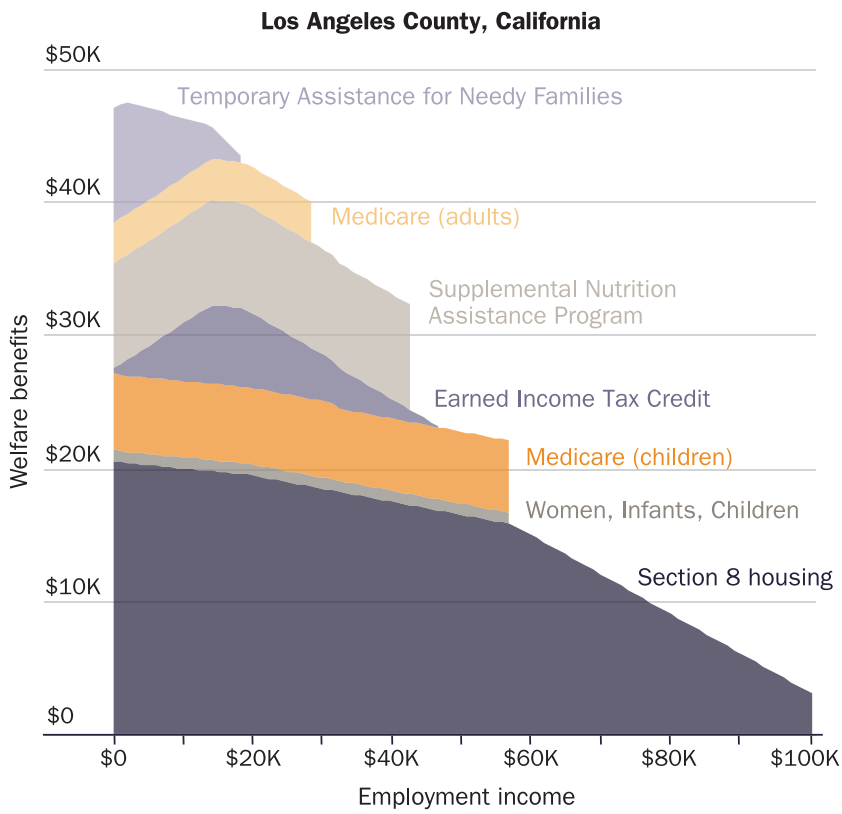 Los Angeles County, California
$50K
Temporary Assistance for Needy Families
$40K
Medicare (adults)
Supplemental Nutrition
Assistance Program
$30K
Earned Income Tax Credit
Medicare (children)
$20K
Women, Infants, Children
Section 8 housing
$10K
$0
Welfare benefits
$0 $20K $40K $60K $80K $100K
Employment income